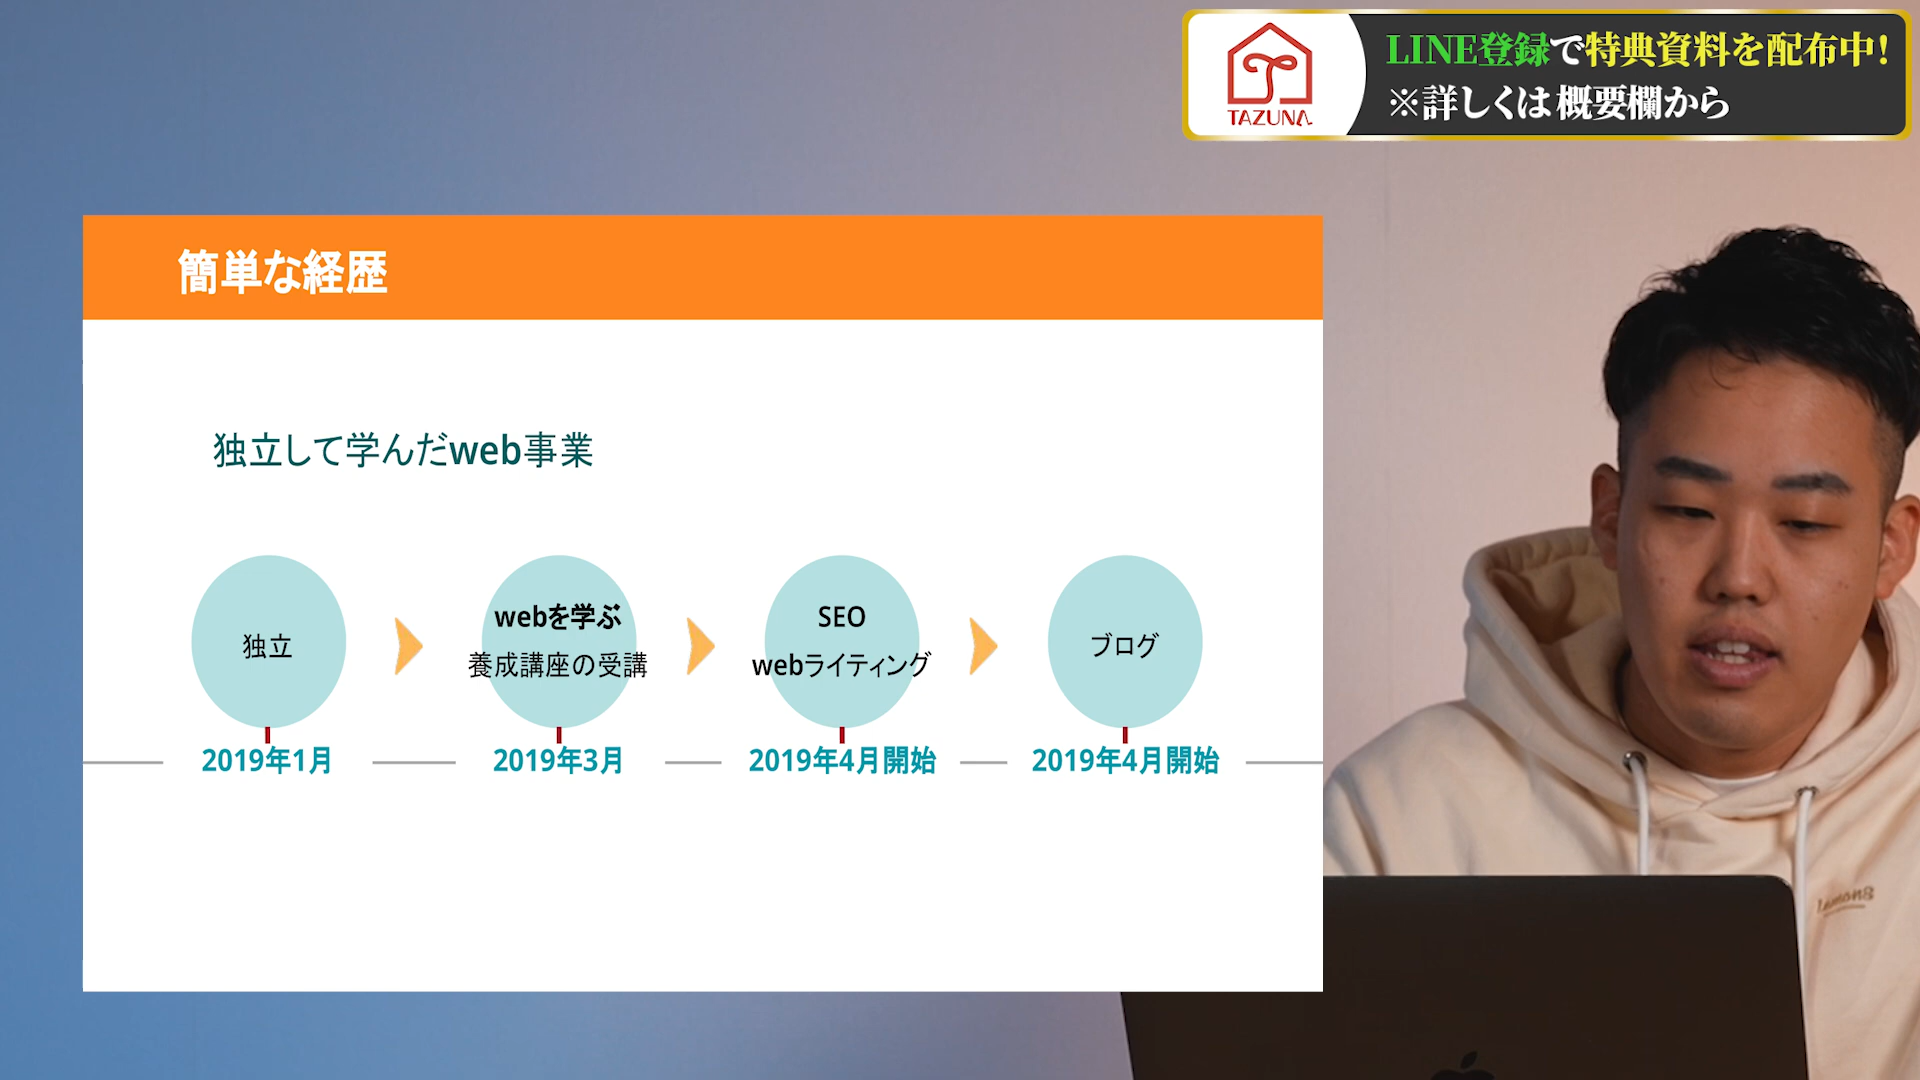 LINE登録で特典資料を配布中!
※詳しくは概要欄から
TAZUNA
簡単な経歴
独立して学んだweb事業
独立
webを学ぶ
養成講座の受講
SEO
webライティング
ブログ
2019年1月
2019年3月
2019年4月開始
2019年4月開始